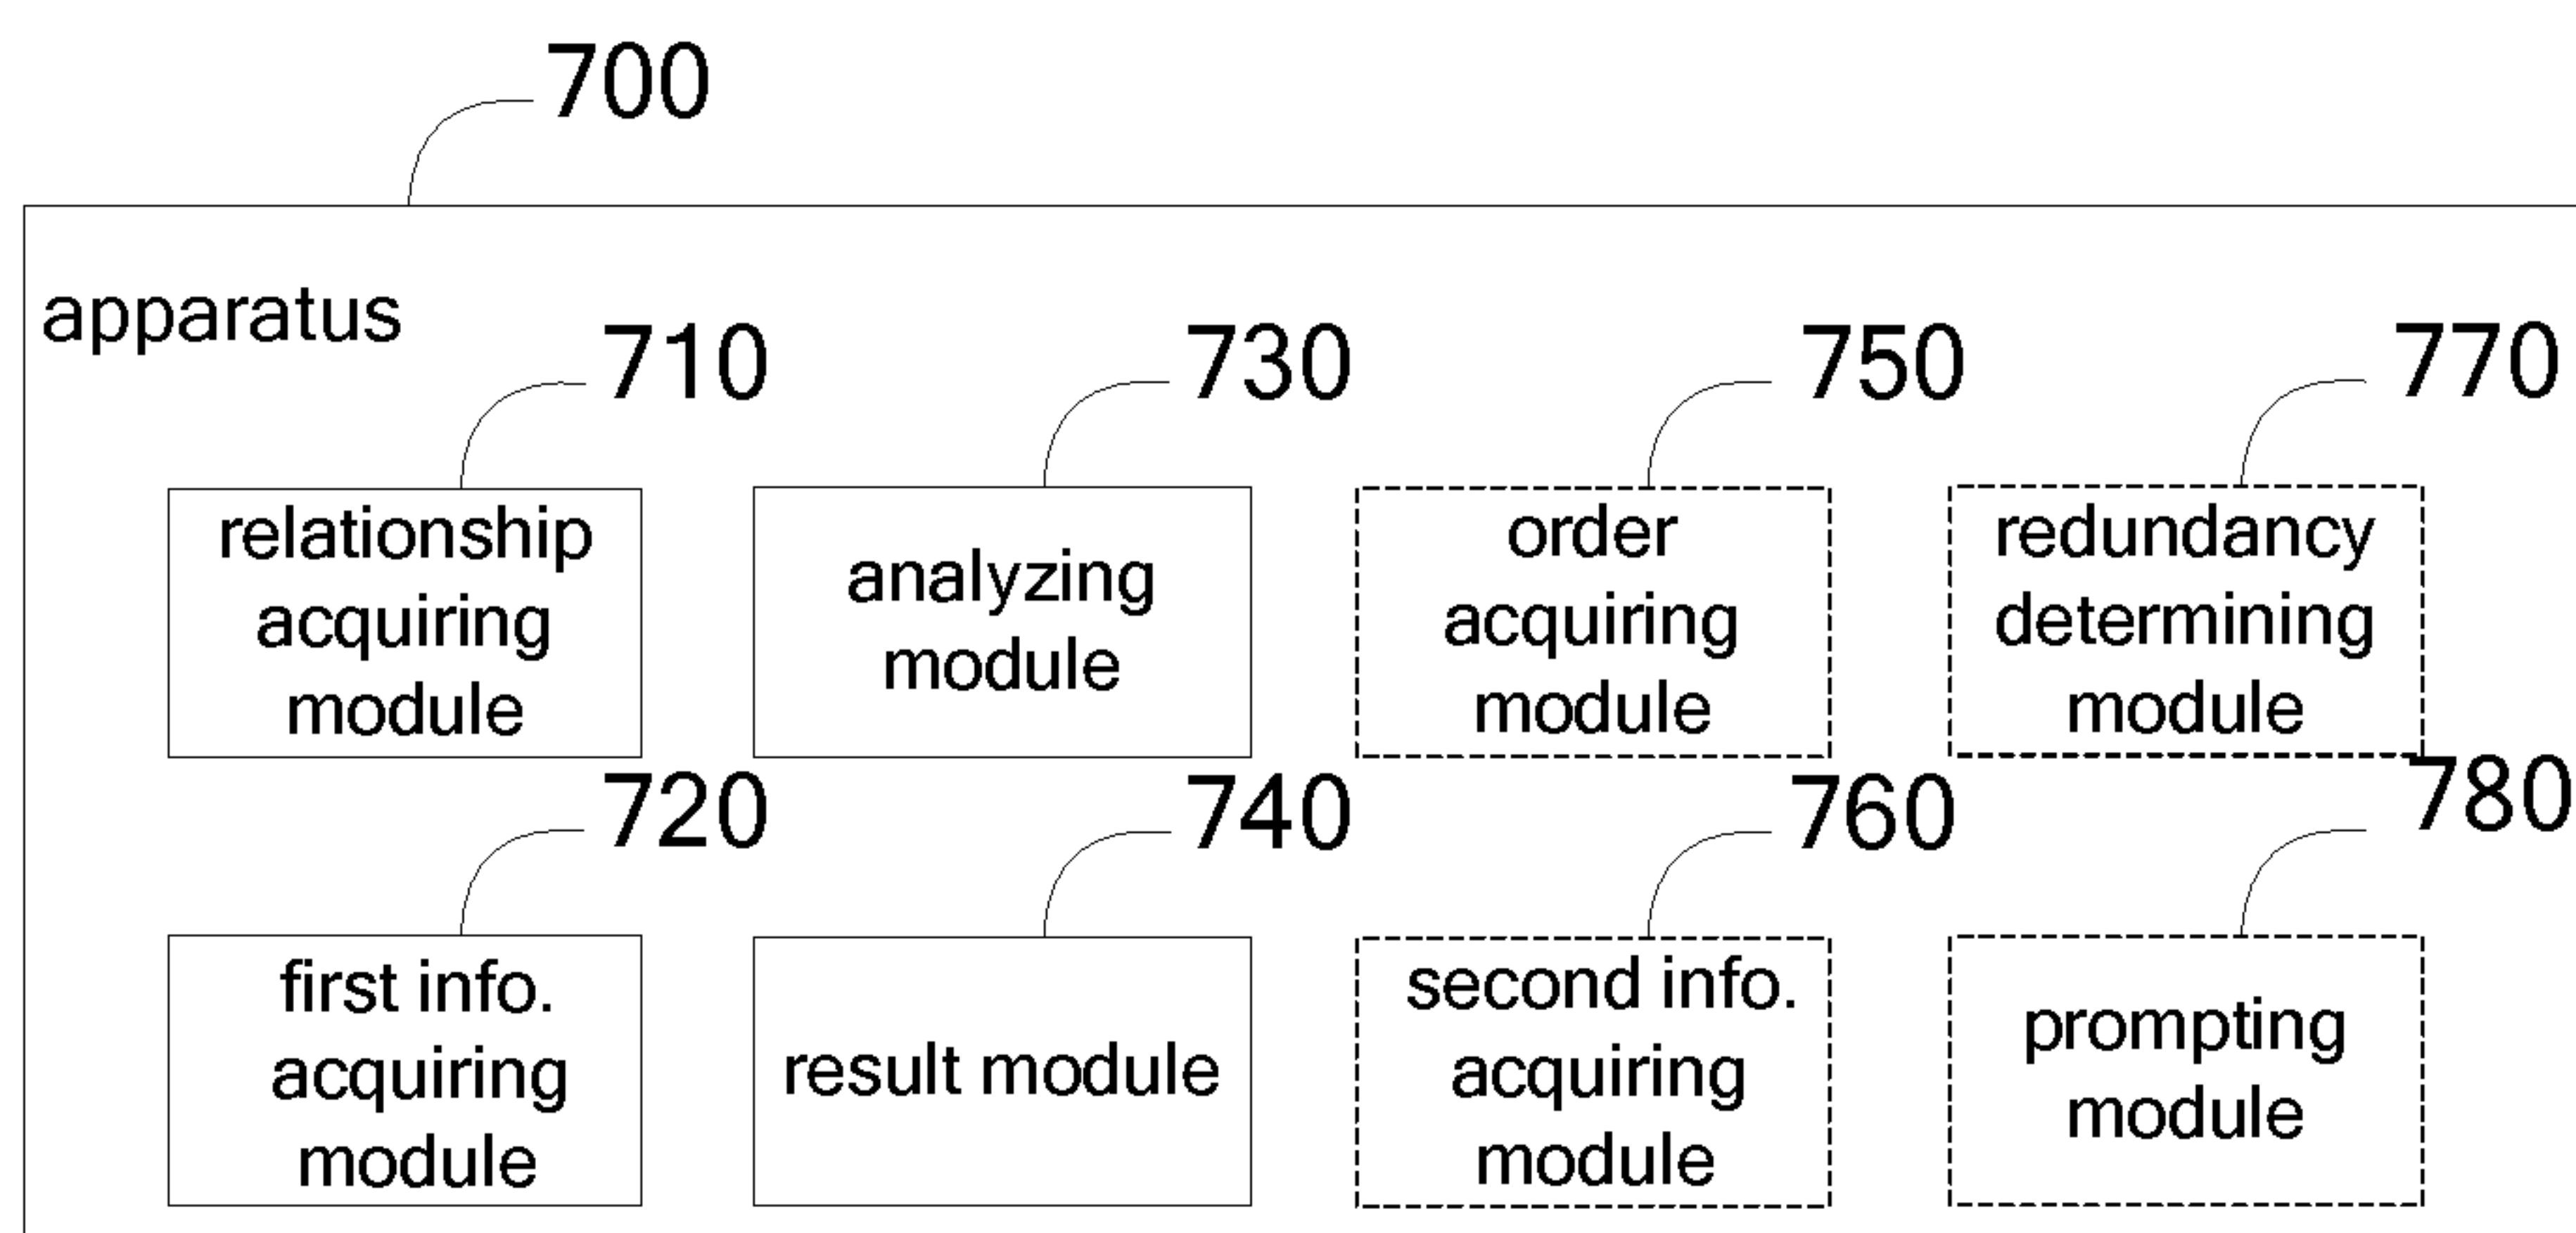 700
apparatus
710
730
750
770
relationship
acquiring
module
analyzing
module
order
acquiring
module
redundancy
determining
module
720
740
760
780
first info.
acquiring
module
result module
second info.
acquiring
module
prompting
module